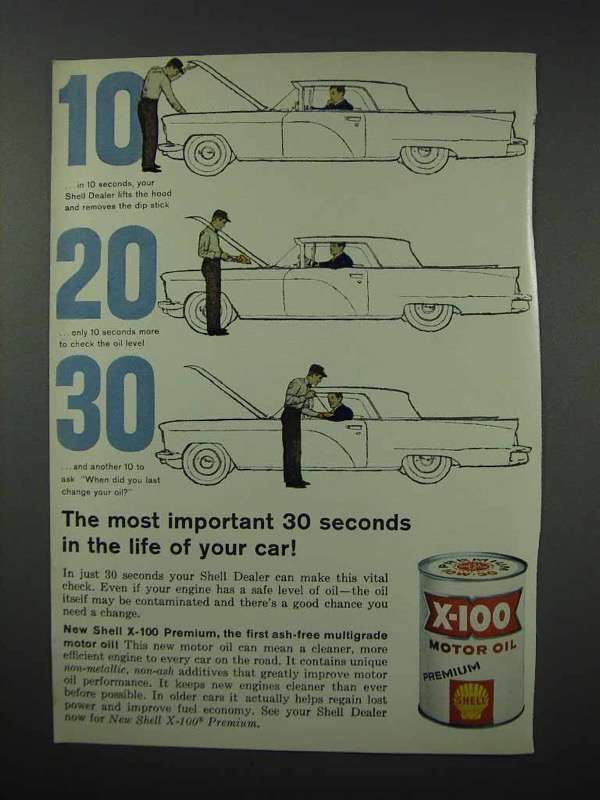 10
...in 10 seconds, your
Shell Dealer lifts the hood
and removes the dip stick
20
...only 10 seconds more
to check the oil level
30
...and another 10 to
ask "When did you last
change your oil?"
The most important 30 seconds
in the life of your car!
In just 30 seconds your Shell Dealer can make this vital
check. Even if your engine has a safe level of oil—the oil
itself may be contaminated and there's a good chance you
need a change.
New Shell X-100 Premium, the first ash-free multigrade
motor oil! This new motor oil can mean a cleaner, more
efficient engine to every car on the road. It contains unique
non-metallic, non-ash additives that greatly improve motor
oil performance. It keeps new engines cleaner than ever
before possible. In older cars it actually helps regain lost
power and improve fuel economy. See your Shell Dealer
now for New Shell X-100® Premium.
PREMIUM
10W-30
X-100
MOTOR OIL
PREMIUM
SHELL